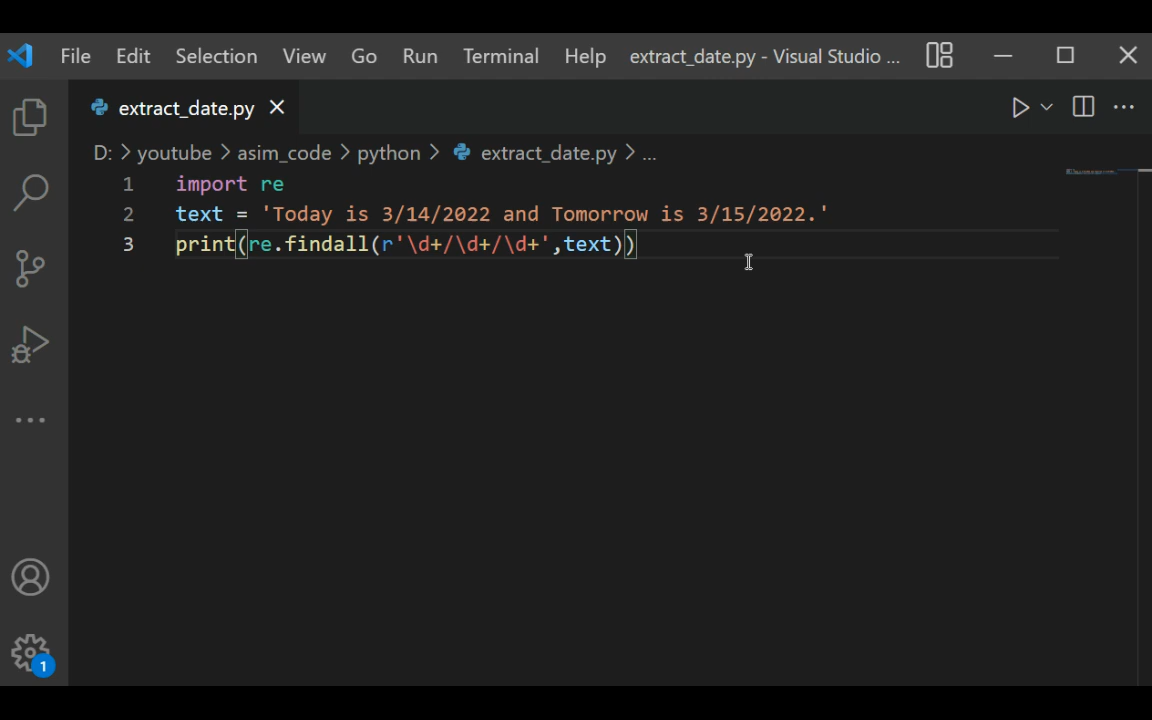 File Edit Selection View Go Run Terminal Help extract_date.py - Visual Studio ...
extract_date.py
D: > youtube > asim_code > python > extract_date.py > ...
1 import re
2 text = 'Today is 3/14/2022 and Tomorrow is 3/15/2022.'
3 print(re.findall(r'\d+/\d+/\d+',text))
1